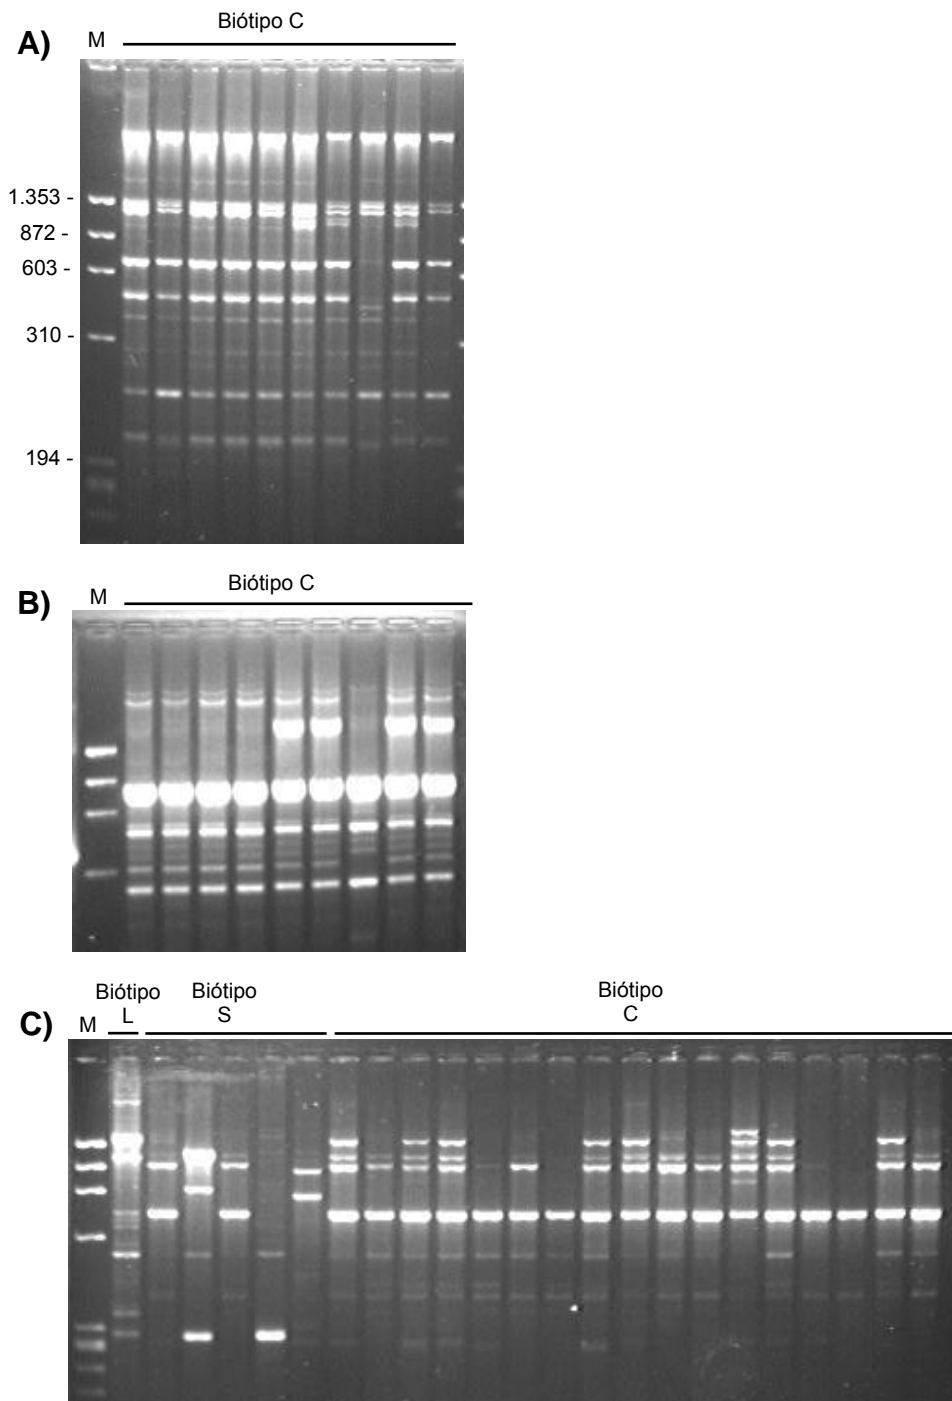 A)
M
Biótipo C
1.353 -
872 -
603 -
310 -
194 -
B)
M
Biótipo C
C)
M
Biótipo
L
Biótipo
S
Biótipo
C